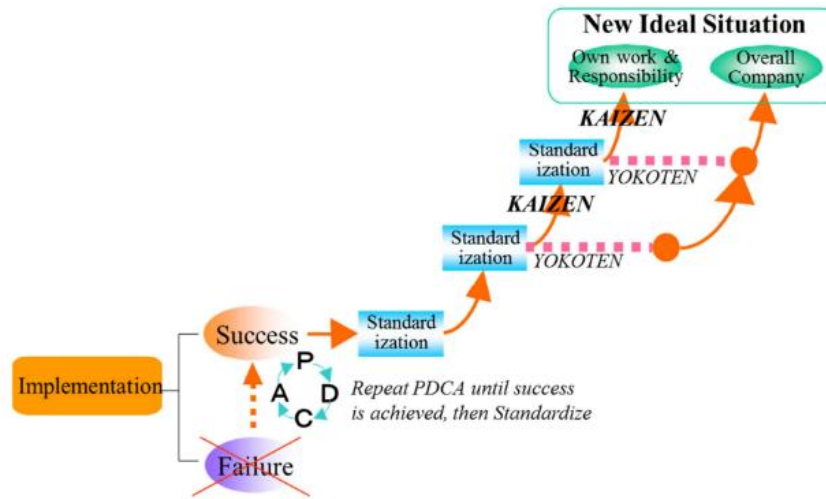 New Ideal Situation
Own work &
Responsibility
Overall
Company
KAIZEN
Standard
ization
YOKOTEN
KAIZEN
Standard
ization
YOKOTEN
Success
Standard
ization
Implementation
P
A
D
C
Repeat PDCA until success
is achieved, then Standardize
Failure